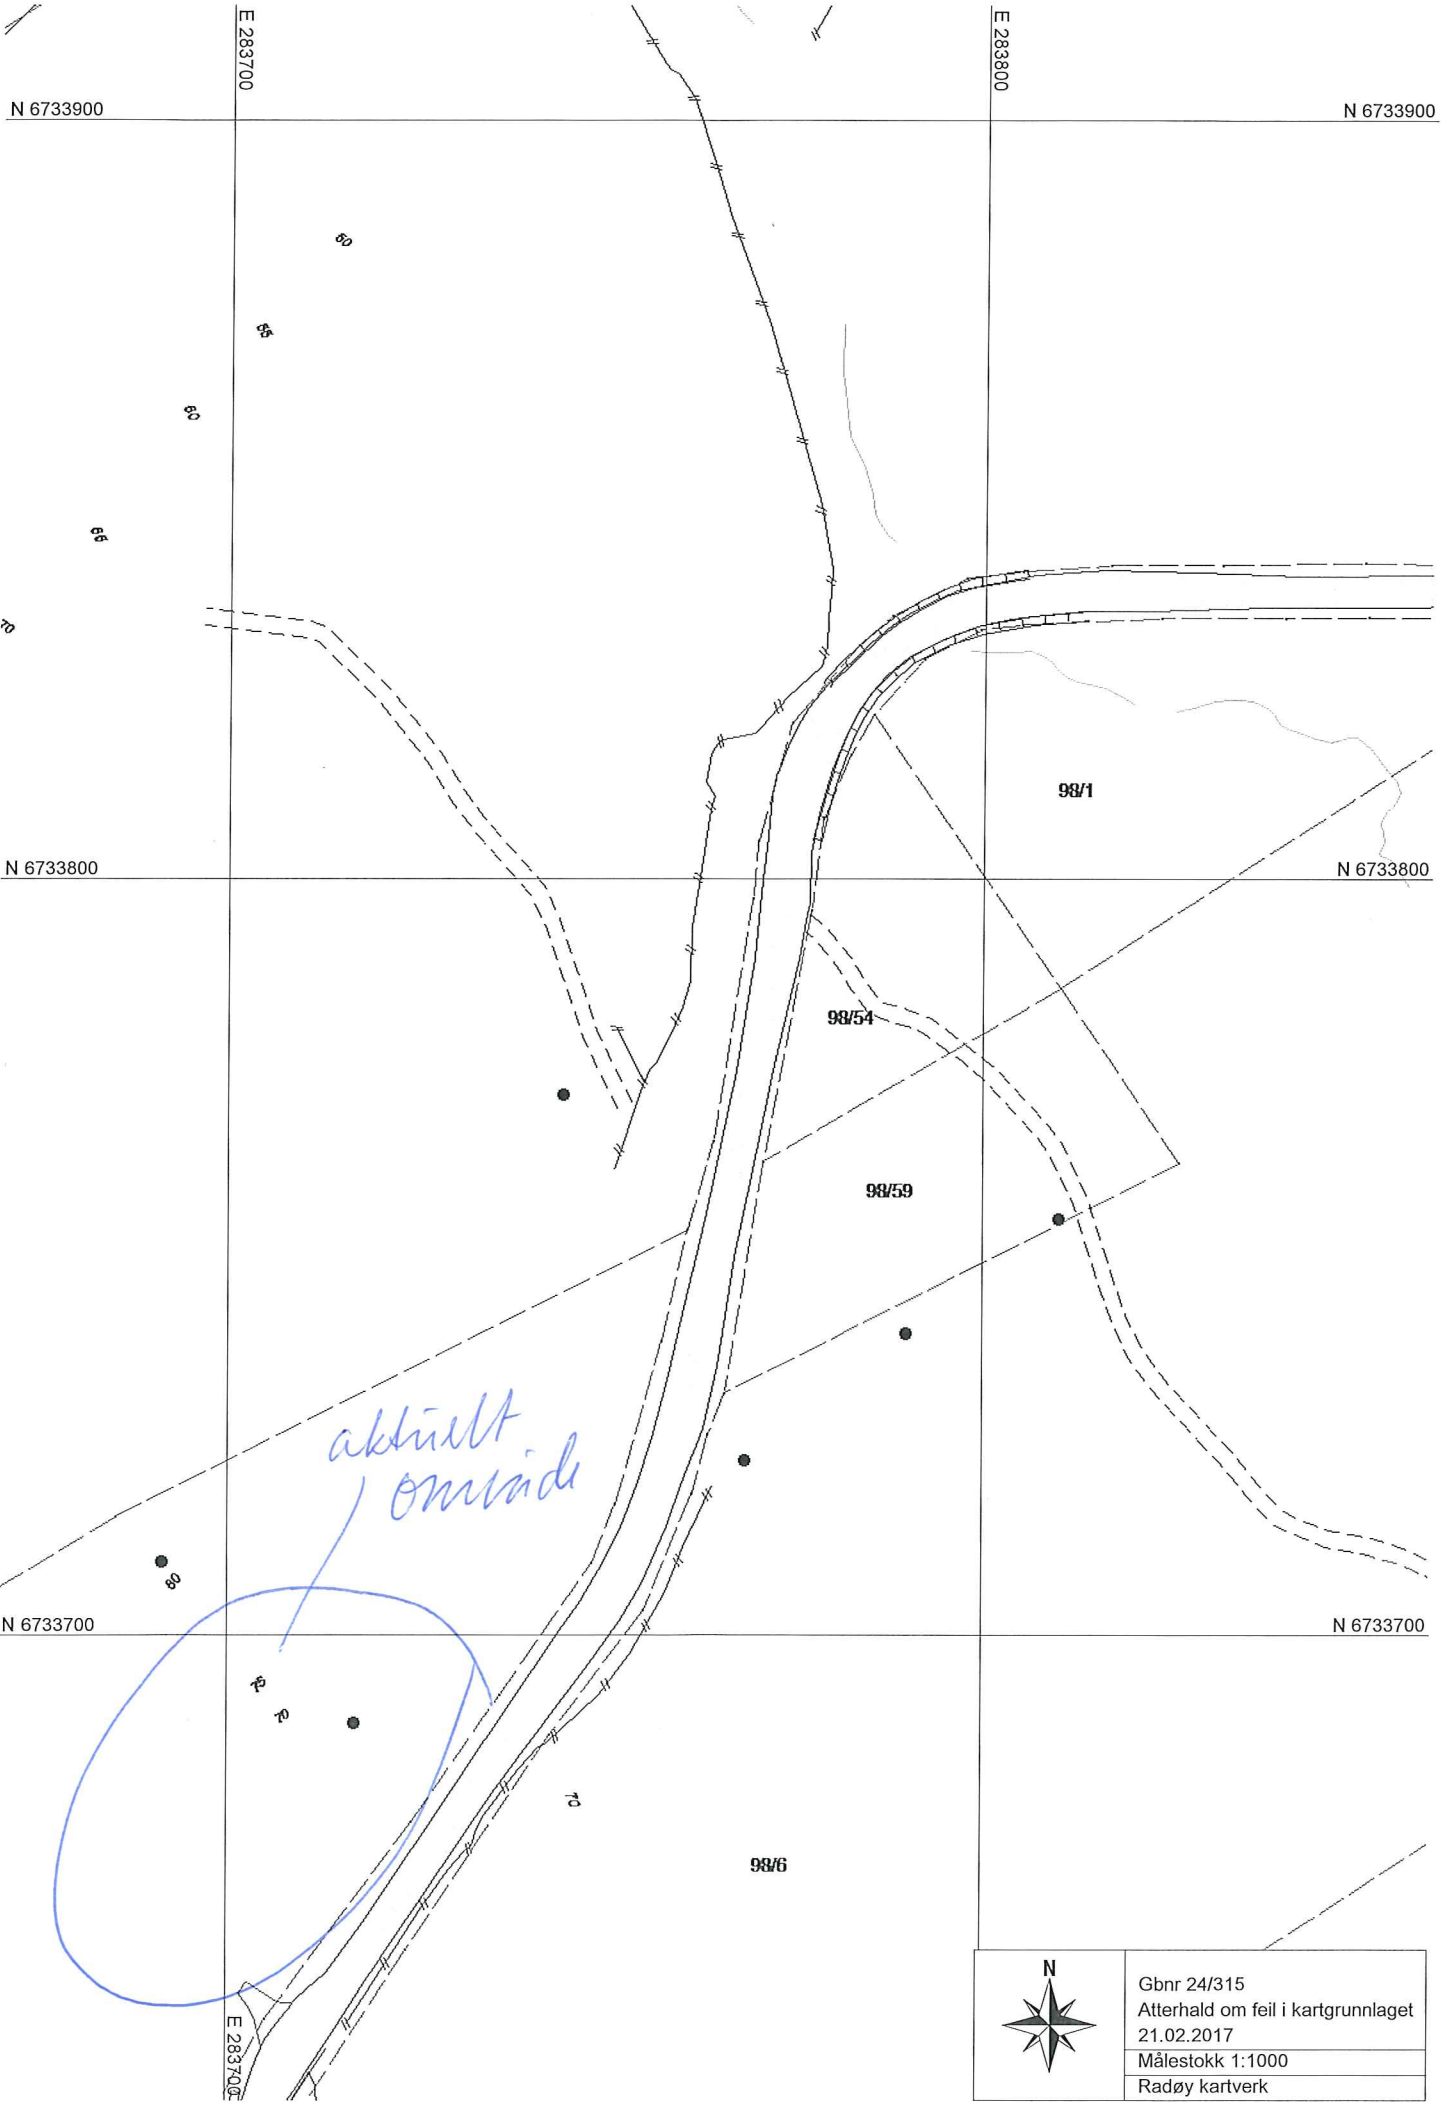 E 283700
E 283800
N 6733900
N 6733900
60
55
60
65
70
98/1
N 6733800
N 6733800
98/54
98/59
aktuelt
område
80
N 6733700
N 6733700
75
70
70
98/6
E 283700
N
Gbnr 24/315
Atterhald om feil i kartgrunnlaget
21.02.2017
Målestokk 1:1000
Radøy kartverk